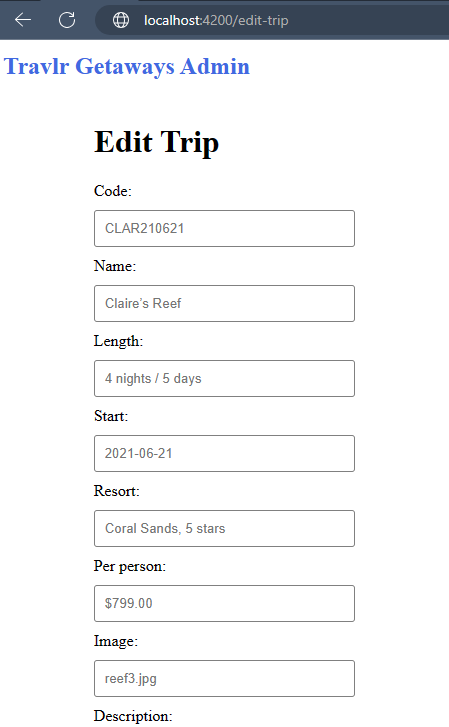 localhost:4200/edit-trip
Travlr Getaways Admin
Edit Trip
Code:
CLAR210621
Name:
Claire’s Reef
Length:
4 nights / 5 days
Start:
2021-06-21
Resort:
Coral Sands, 5 stars
Per person:
$799.00
Image:
reef3.jpg
Description: